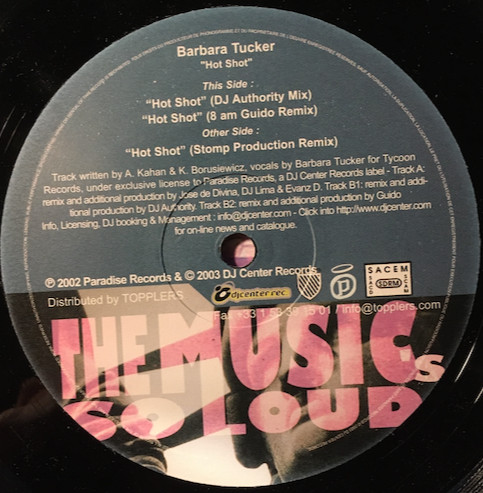 Barbara Tucker
"Hot Shot"
This Side :
"Hot Shot" (DJ Authority Mix)
"Hot Shot" (8 am Guido Remix)
Other Side :
"Hot Shot" (Stomp Production Remix)
Track written by A. Kahan & K. Borusiewicz, vocals by Barbara Tucker for Tycoon
Records, under exclusive license to Paradise Records, a DJ Center Records label - Track A:
remix and additional production by Jose de Divina, DJ Lima & Evanz D. Track B1: remix and addi-
tional production by DJ Authority. Track B2: remix and additional production by Guido
Info, Licensing, DJ booking & Management : info@djcenter.com - Click into http://www.djcenter.com
for on-line news and catalogue.
℗ 2002 Paradise Records & © 2003 DJ Center Records
Distributed by TOPPLERS
djcenter rec
SACEM
SACD
SDRM
SGDL
Fax +33 1 58 39 15 01 / info@topplers.com
THE MUSIC
IS
SO LOUD